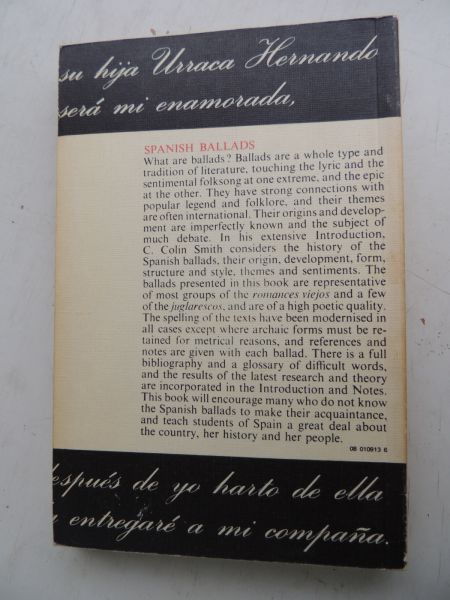 su hija Urraca Hernando
será mi enamorada,
SPANISH BALLADS
What are ballads? Ballads are a whole type and
tradition of literature, touching the lyric and the
sentimental folksong at one extreme, and the epic
at the other. They have strong connections with
popular legend and folklore, and their themes
are often international. Their origins and develop-
ment are imperfectly known and the subject of
much debate. In his extensive Introduction,
C. Colin Smith considers the history of the
Spanish ballads, their origin, development, form,
structure and style, themes and sentiments. The
ballads presented in this book are representative
of most groups of the romances viejos and a few
of the juglarescos, and are of a high poetic quality.
The spelling of the texts have been modernised in
all cases except where archaic forms must be re-
tained for metrical reasons, and references and
notes are given with each ballad. There is a full
bibliography and a glossary of difficult words,
and the results of the latest research and theory
are incorporated in the Introduction and Notes.
This book will encourage many who do not know
the Spanish ballads to make their acquaintance,
and teach students of Spain a great deal about
the country, her history and her people.
08 010913 6
después de yo harto de ella
entregaré a mi compaña.